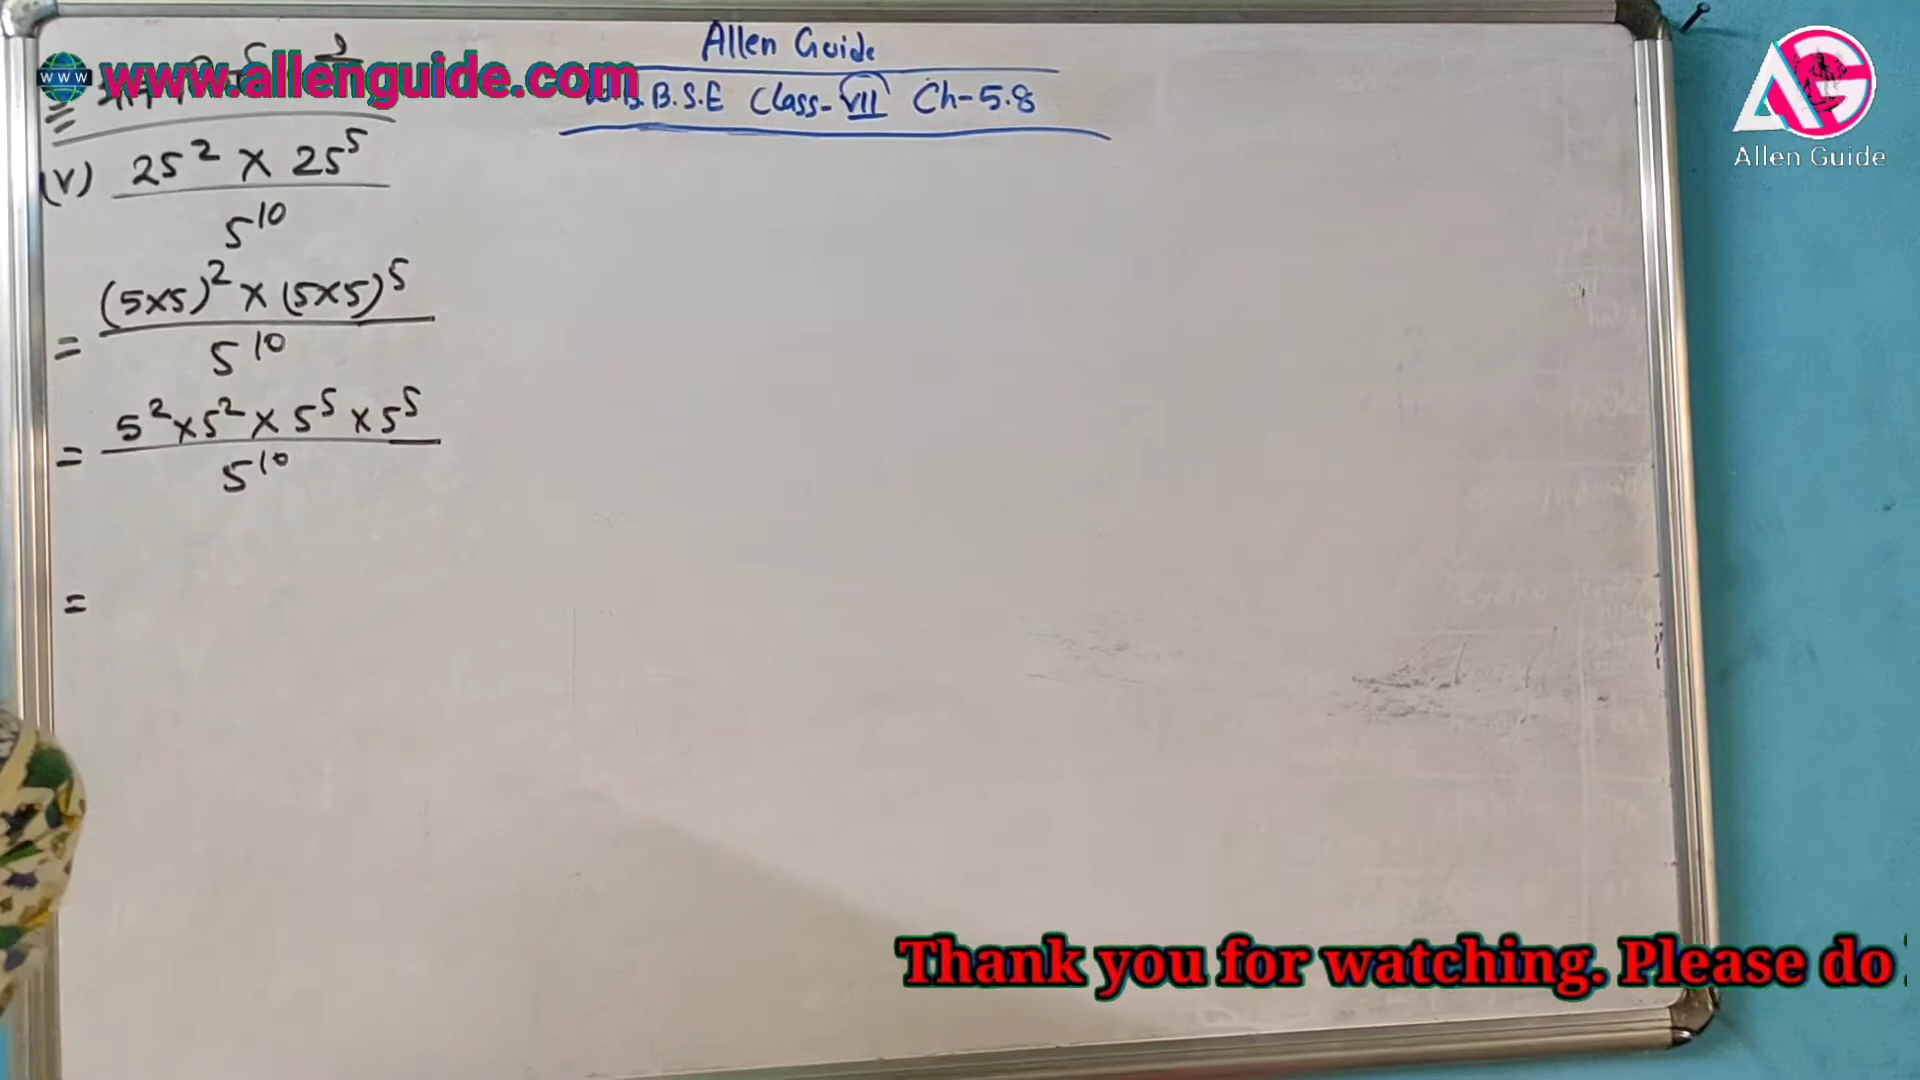 www.allenguide.com
Allen Guide
B.S.E Class-VII Ch-5.8
Allen Guide
(V) 25² × 25⁵
5¹⁰
(5×5)² × (5×5)⁵
=
5¹⁰
5² × 5² × 5⁵ × 5⁵
=
5¹⁰
=
Thank you for watching. Please do